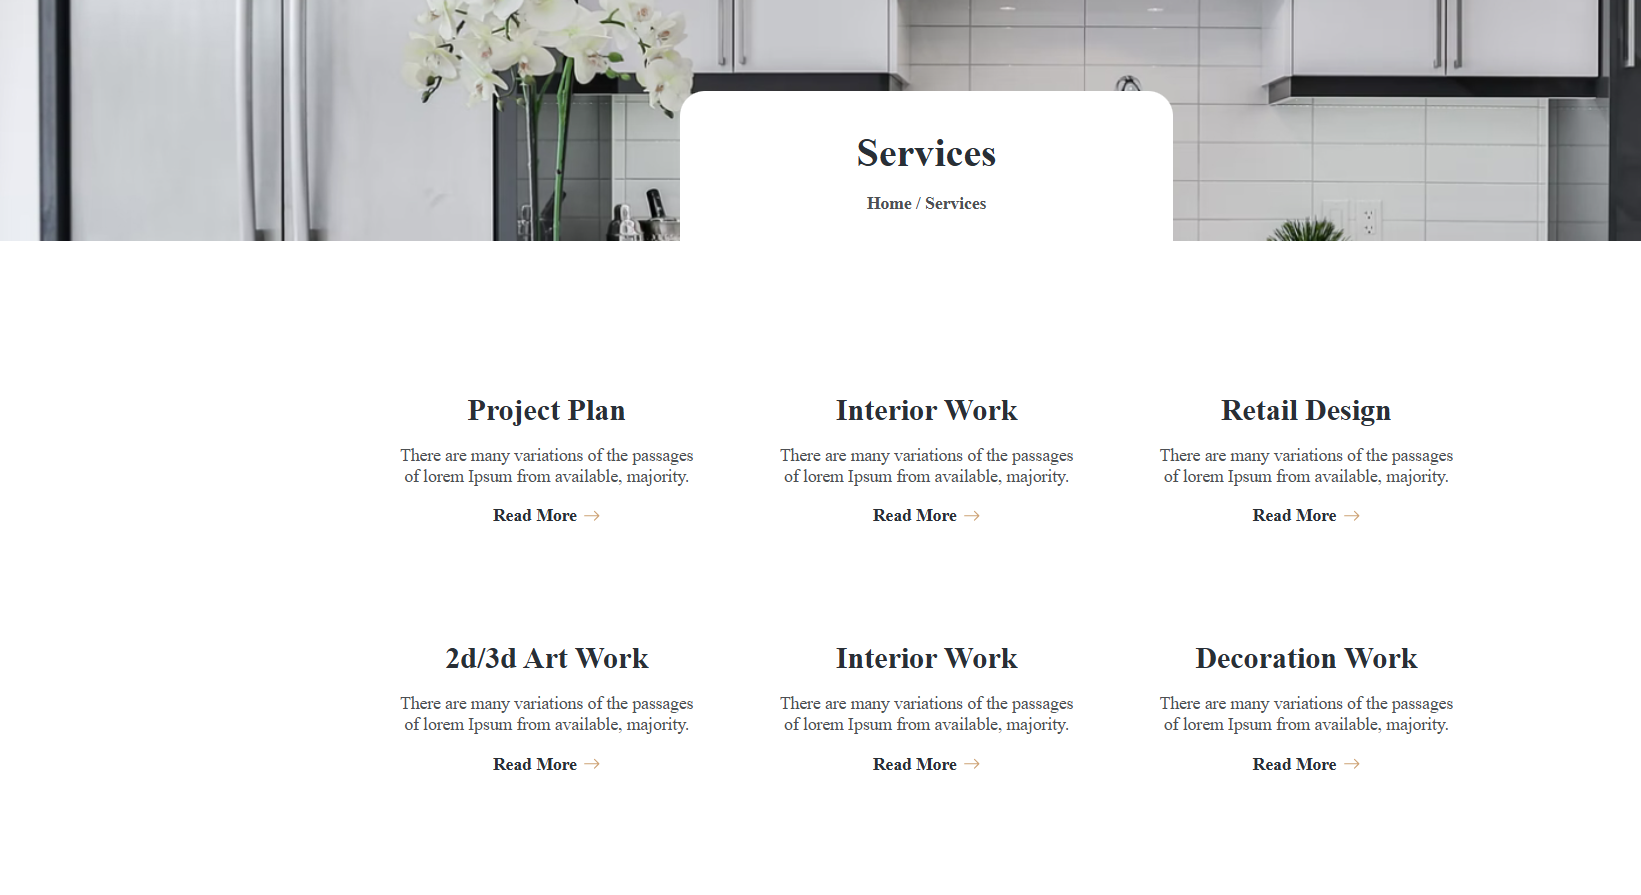 Services
Home / Services
Project Plan
There are many variations of the passages
of lorem Ipsum from available, majority.
Read More →
Interior Work
There are many variations of the passages
of lorem Ipsum from available, majority.
Read More →
Retail Design
There are many variations of the passages
of lorem Ipsum from available, majority.
Read More →
2d/3d Art Work
There are many variations of the passages
of lorem Ipsum from available, majority.
Read More →
Interior Work
There are many variations of the passages
of lorem Ipsum from available, majority.
Read More →
Decoration Work
There are many variations of the passages
of lorem Ipsum from available, majority.
Read More →